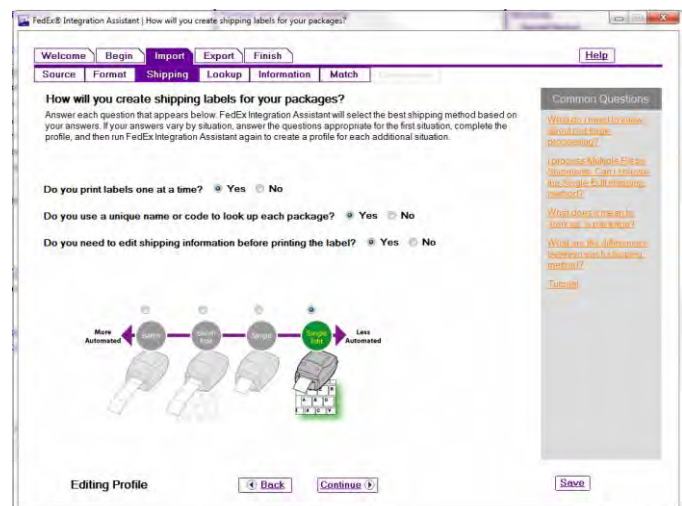 FedEx® Integration Assistant | How will you create shipping labels for your packages?
Welcome Begin Import Export Finish Help
Source Format Shipping Lookup Information Match
How will you create shipping labels for your packages?
Answer each question that appears below. FedEx Integration Assistant will select the best shipping method based on
your answers. If your answers vary by situation, answer the questions appropriate for the first situation, complete the
profile, and then run FedEx Integration Assistant again to create a profile for each additional situation.
Do you print labels one at a time? Yes No
Do you use a unique name or code to look up each package? Yes No
Do you need to edit shipping information before printing the label? Yes No
More
Automated
Batch
Batch
Edit
Single
Single
Edit
Less
Automated
Common Questions
What do I need to know
about
processing?
I process Multiple Piece
Shipments. Can I choose
the Single Edit shipping
method?
What does it mean to
"look up" a package?
What are the differences
between each shipping
method?
Tutorial
Editing Profile Back Continue Save